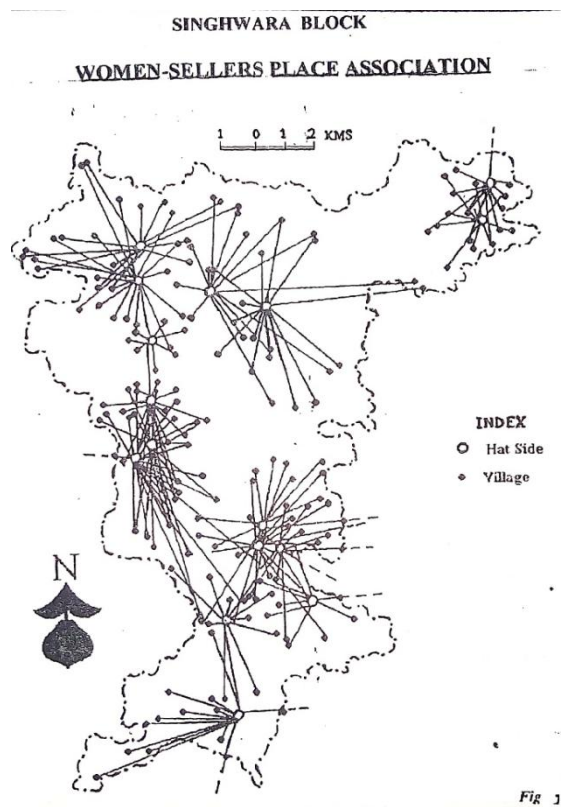 SINGHWARA BLOCK
WOMEN-SELLERS PLACE ASSOCIATION
1 0 1 2 KMS
INDEX
Hat Side
Village
N
Fig